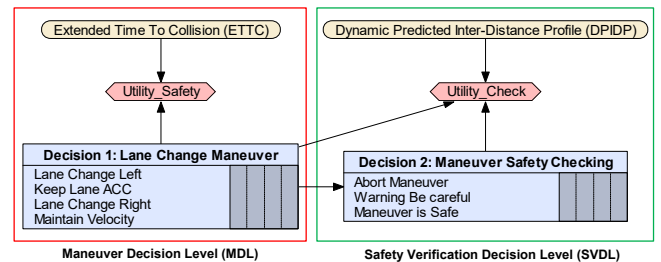 Extended Time To Collision (ETTC)
Dynamic Predicted Inter-Distance Profile (DPIDP)
Utility_Safety
Utility_Check
Decision 1: Lane Change Maneuver
Lane Change Left
Keep Lane ACC
Lane Change Right
Maintain Velocity
Decision 2: Maneuver Safety Checking
Abort Maneuver
Warning Be careful
Maneuver is Safe
Maneuver Decision Level (MDL)
Safety Verification Decision Level (SVDL)